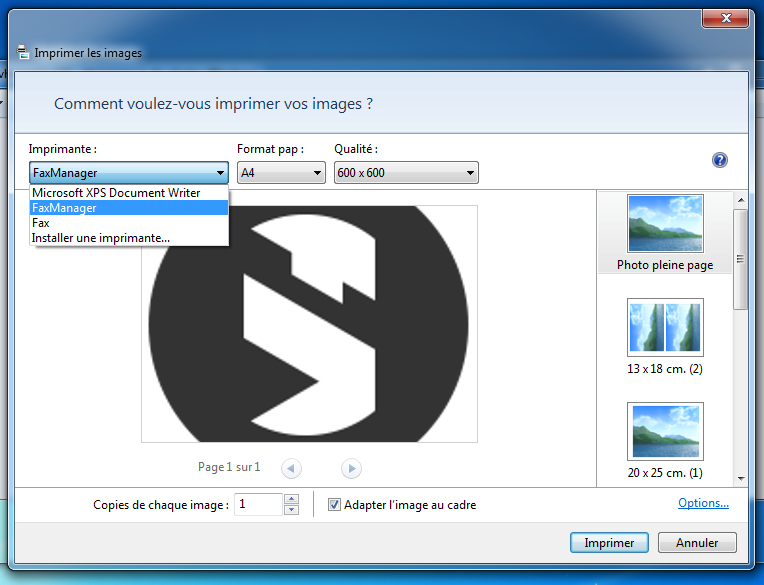 Imprimer les images
Comment voulez-vous imprimer vos images ?
Imprimante :
Format pap :
Qualité :
FaxManager
A4
600 x 600
Microsoft XPS Document Writer
FaxManager
Fax
Installer une imprimante...
Photo pleine page
13 x 18 cm. (2)
20 x 25 cm. (1)
Page 1 sur 1
Copies de chaque image :
1
Adapter l'image au cadre
Options...
Imprimer
Annuler